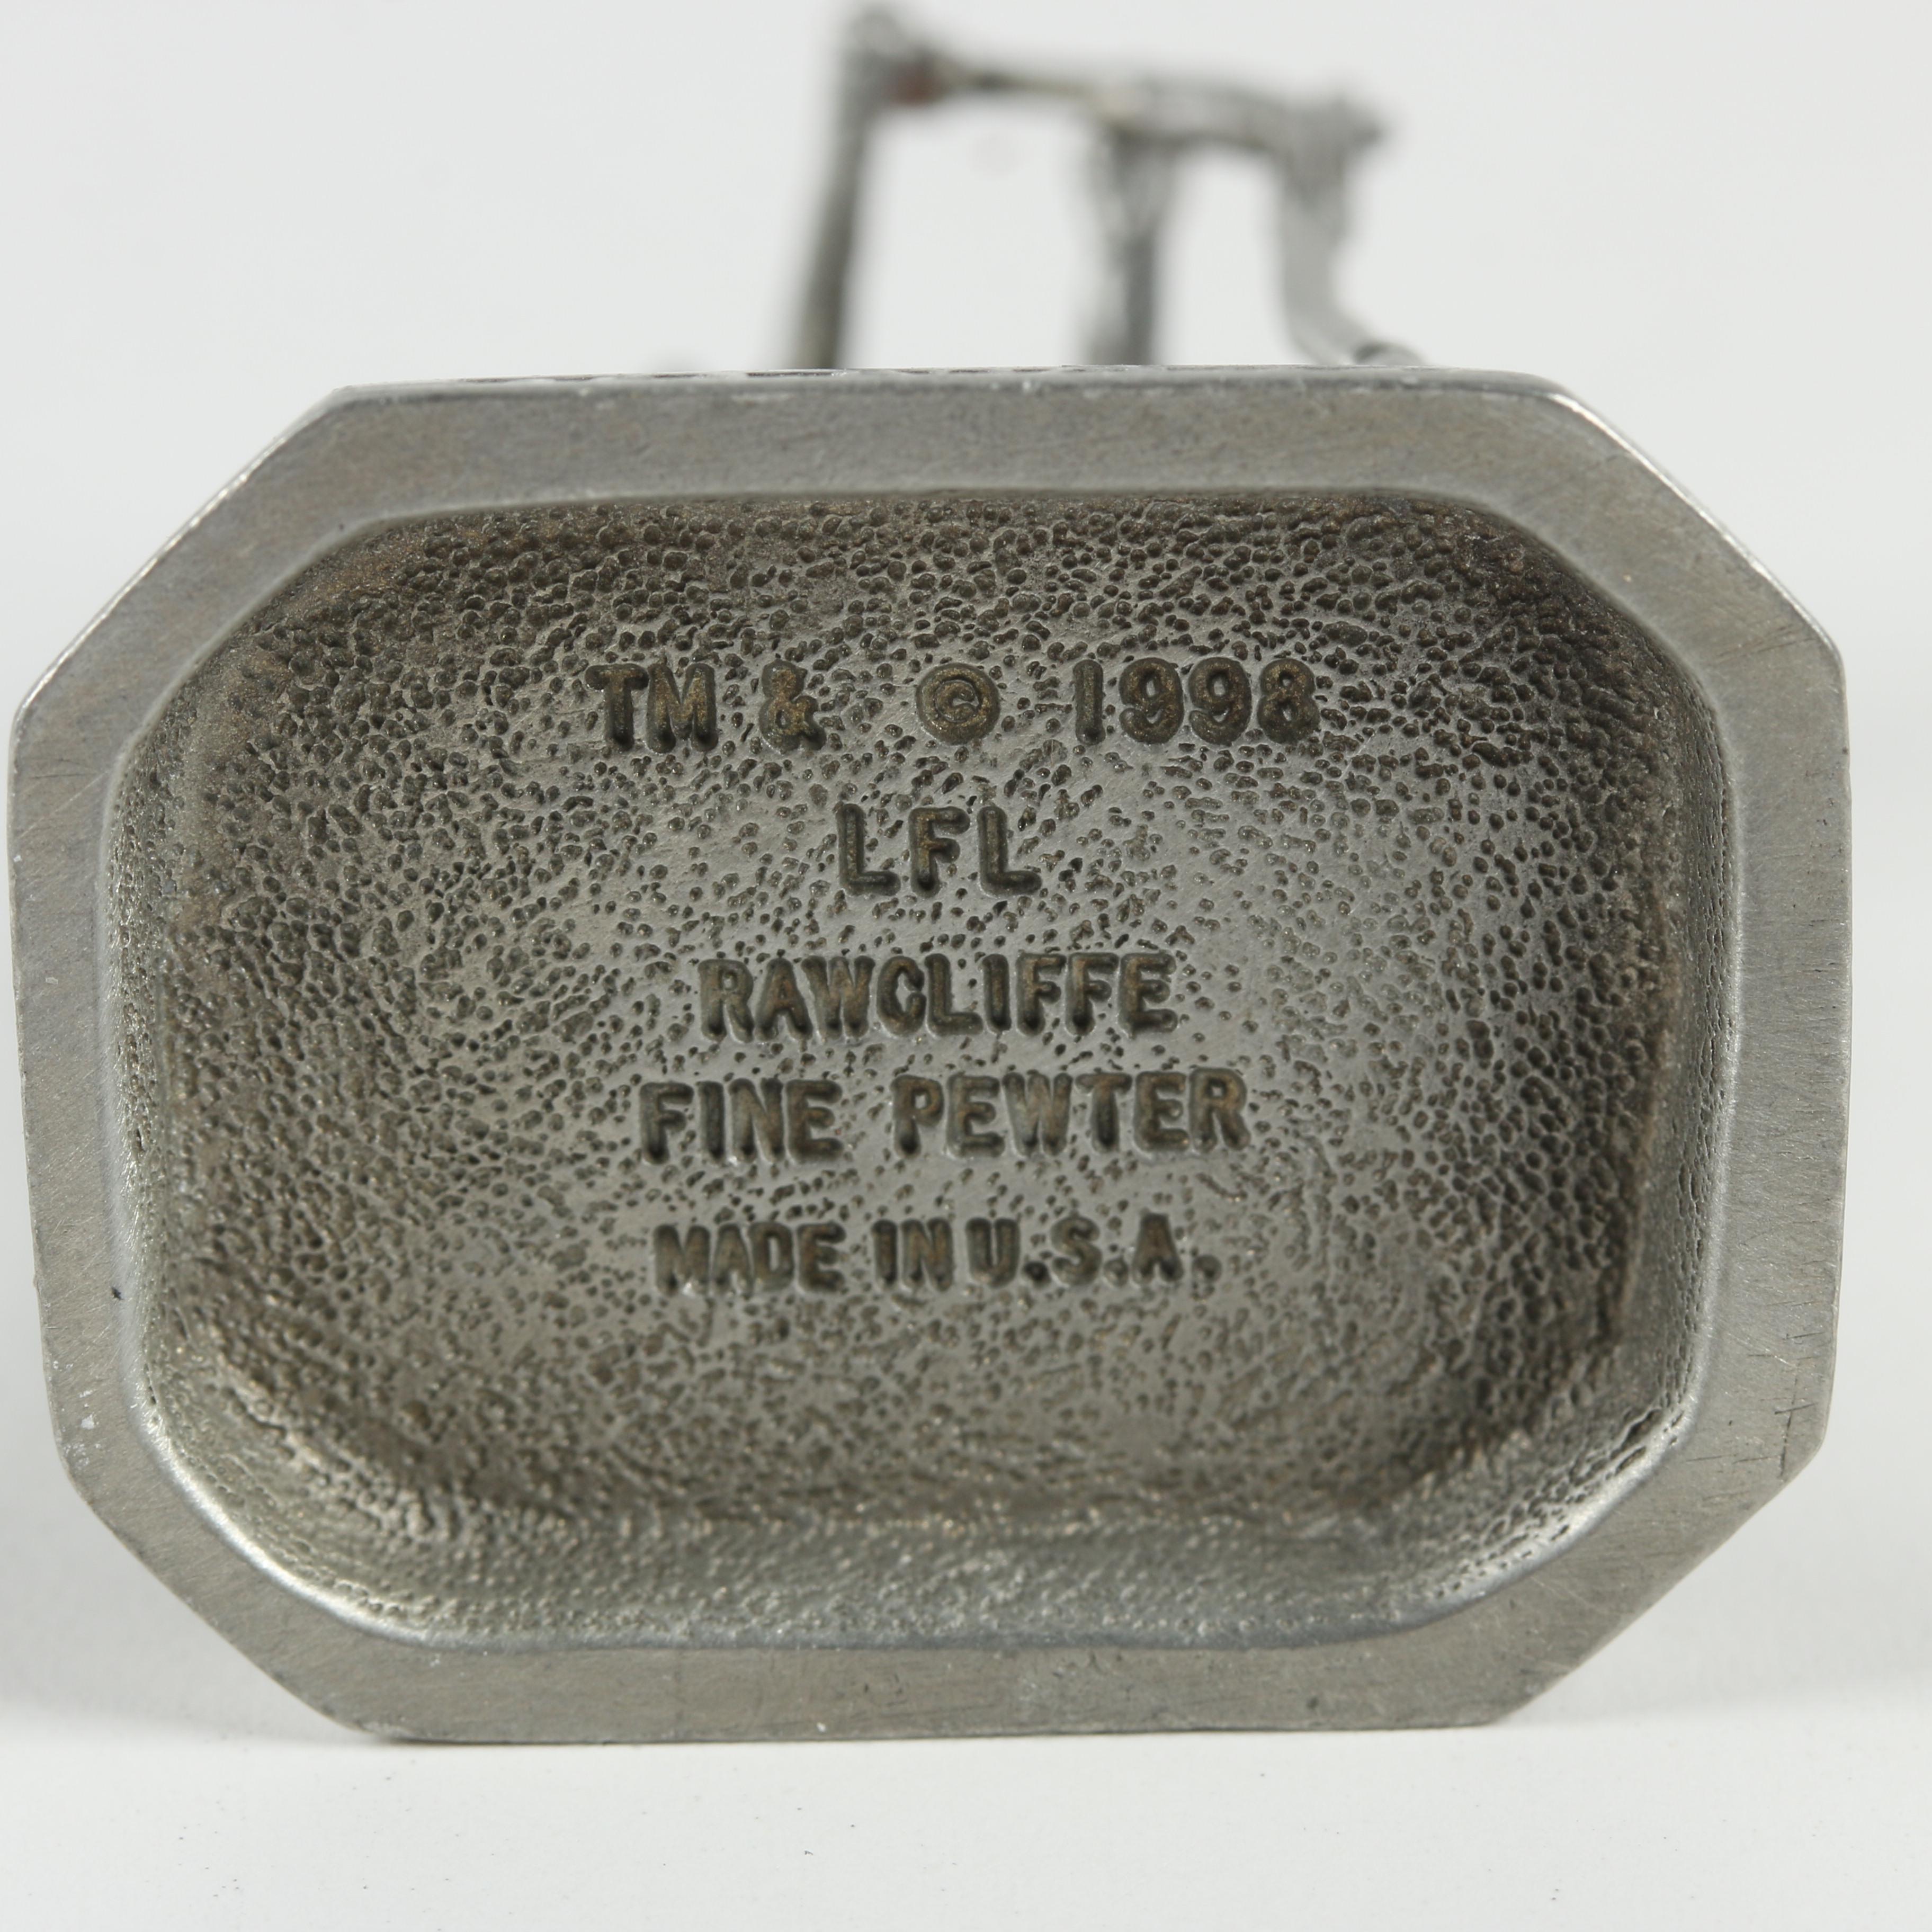 TM & © 1998
LFL
RAWCLIFFE
FINE PEWTER
MADE IN U.S.A.